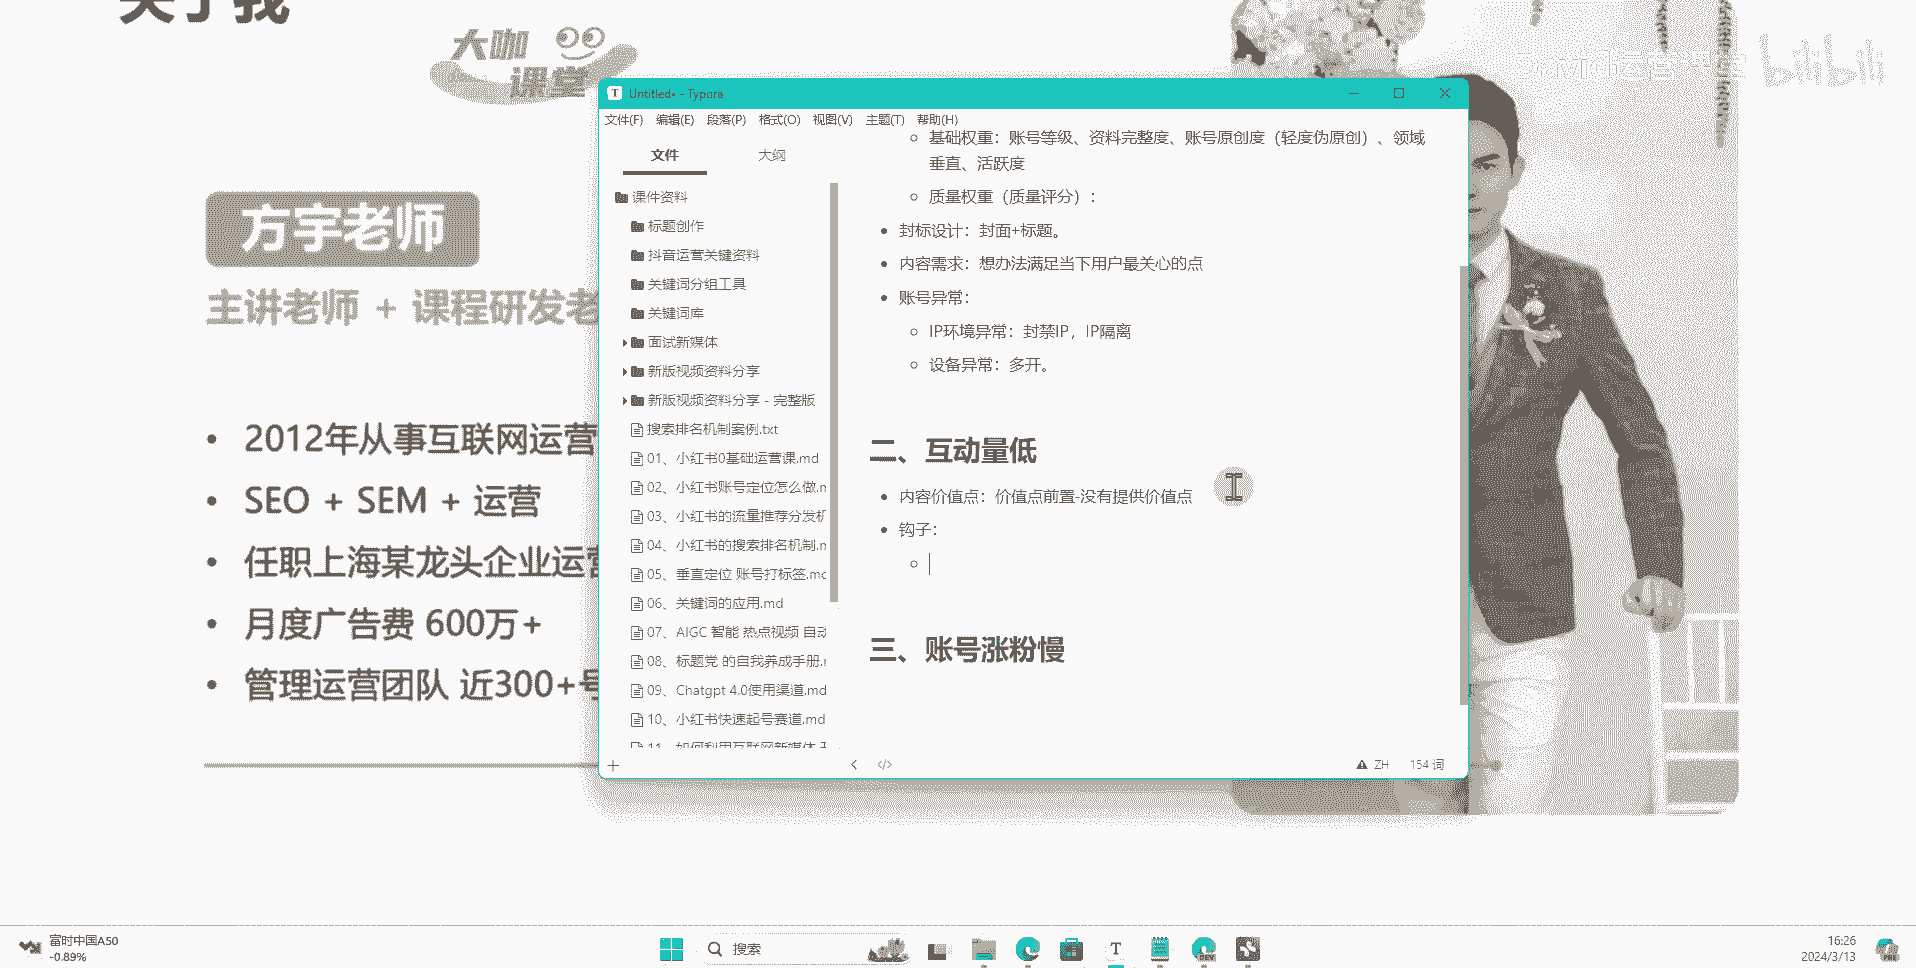 大咖
课堂
bilibili
方宇老师
主讲老师 + 课程研发老
2012年从事互联网运营
SEO + SEM + 运营
任职上海某龙头企业运营
月度广告费 600万+
管理运营团队 近300+号
Untitled• - Typora
文件(F) 编辑(E) 段落(P) 格式(O) 视图(V) 主题(T) 帮助(H)
文件 大纲
课件资料
标题创作
抖音运营关键资料
关键词分组工具
关键词库
面试新媒体
新版视频资料分享
新版视频资料分享 - 完整版
搜索排名机制案例.txt
01、小红书0基础运营课.md
02、小红书账号定位怎么做.m
03、小红书的流量推荐分发机
04、小红书的搜索排名机制.m
05、垂直定位 账号打标签.md
06、关键词的应用.md
07、AIGC 智能 热点视频 自动
08、标题党 的自我养成手册.m
09、Chatgpt 4.0使用渠道.md
10、小红书快速起号赛道.md
基础权重：账号等级、资料完整度、账号原创度（轻度伪原创）、领域
垂直、活跃度
质量权重（质量评分）：
封标设计：封面+标题。
内容需求：想办法满足当下用户最关心的点
账号异常：
IP环境异常：封禁IP，IP隔离
设备异常：多开。
二、互动量低
内容价值点：价值点前置-没有提供价值点
钩子：
三、账号涨粉慢
ZH 154 词
富时中国A50
-0.89%
搜索
16:26
2024/3/13